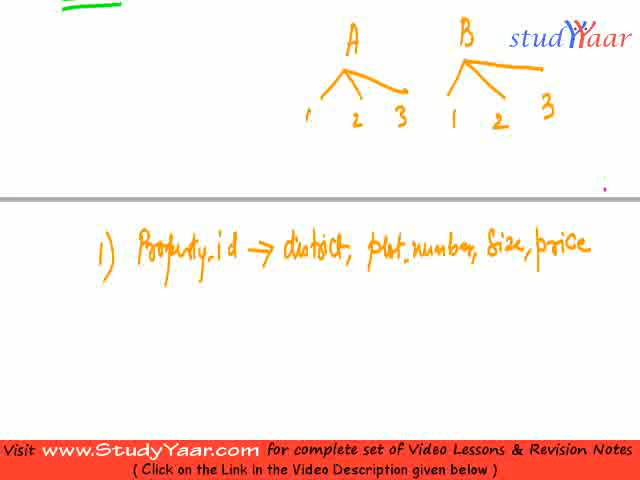 A B
studYYaar
1 2 3 1 2 3
1) Property.id → district, plot.number, size, price
Visit www.StudyYaar.com for complete set of Video Lessons & Revision Notes
( Click on the Link In the Video Description given below )